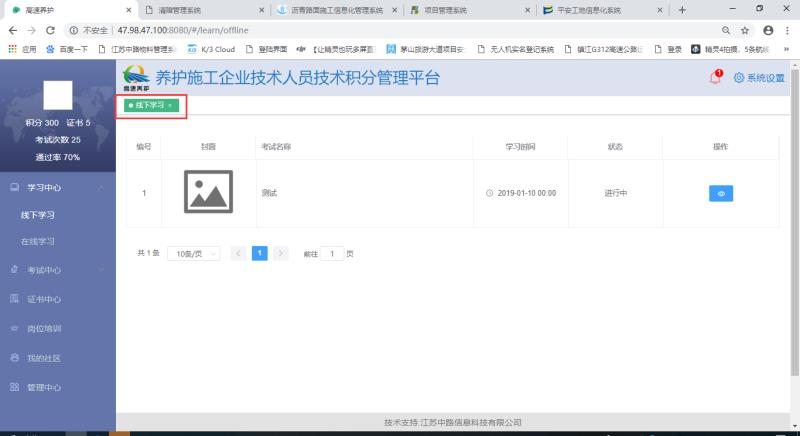 高速养护
清障管理系统
沥青路面施工信息化管理系统
项目管理系统
平安工地信息化系统
不安全 47.98.47.100:8080/#/learn/offline
应用
百度一下
江苏中路物料管理系
K/3 Cloud
登陆界面
【让精灵也玩多屏直
茅山旅游大道项目安
无人机实名登记系统
镇江G312高速公路
登录
精灵4拍摄，5条航线
积分 300 证书 5
考试次数 25
通过率 70%
学习中心
线下学习
在线学习
考试中心
证书中心
岗位培训
我的社区
管理中心
高速养护
养护施工企业技术人员技术积分管理平台
1
系统设置
线下学习 ×
编号 封面 考试名称 学习时间 状态 操作
1 测试 2019-01-10 00:00 进行中
共 1 条 10条/页 1 前往 1 页
技术支持:江苏中路信息科技有限公司